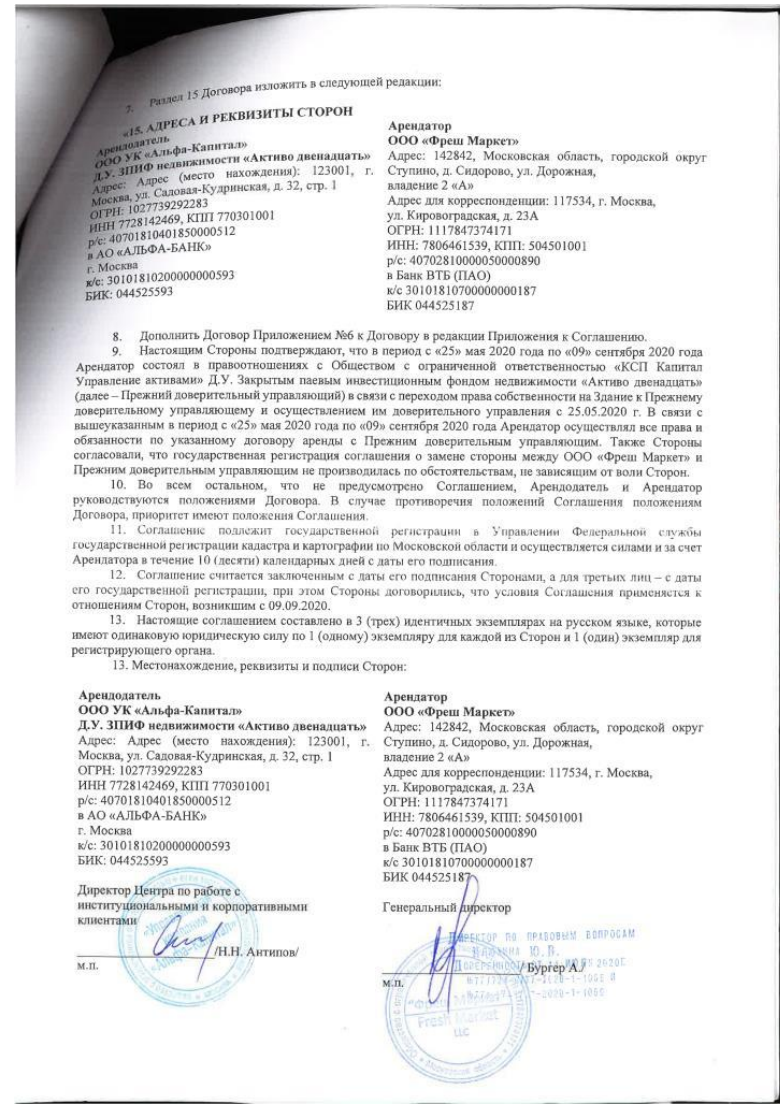 7. Раздел 15 Договора изложить в следующей редакции:
«15. АДРЕСА И РЕКВИЗИТЫ СТОРОН
Арендодатель
ООО УК «Альфа-Капитал»
Д.У. ЗПИФ недвижимости «Активо двенадцать»
Адрес: Адрес (место нахождения): 123001, г.
Москва, ул. Садовая-Кудринская, д. 32, стр. 1
ОГРН: 1027739292283
ИНН 7728142469, КПП 770301001
р/с: 40701810401850000512
в АО «АЛЬФА-БАНК»
г. Москва
к/с: 30101810200000000593
БИК: 044525593
Арендатор
ООО «Фреш Маркет»
Адрес: 142842, Московская область, городской округ
Ступино, д. Сидорово, ул. Дорожная,
владение 2 «А»
Адрес для корреспонденции: 117534, г. Москва,
ул. Кировоградская, д. 23А
ОГРН: 1117847374171
ИНН: 7806461539, КПП: 504501001
р/с: 40702810000050000890
в Банк ВТБ (ПАО)
к/с 30101810700000000187
БИК 044525187
8. Дополнить Договор Приложением №6 к Договору в редакции Приложения к Соглашению.
9. Настоящим Стороны подтверждают, что в период с «25» мая 2020 года по «09» сентября 2020 года
Арендатор состоял в правоотношениях с Обществом с ограниченной ответственностью «КСП Капитал
Управление активами» Д.У. Закрытым паевым инвестиционным фондом недвижимости «Активо двенадцать»
(далее – Прежний доверительный управляющий) в связи с переходом права собственности на Здание к Прежнему
доверительному управляющему и осуществлением им доверительного управления с 25.05.2020 г. В связи с
вышеуказанным в период с «25» мая 2020 года по «09» сентября 2020 года Арендатор осуществлял все права и
обязанности по указанному договору аренды с Прежним доверительным управляющим. Также Стороны
согласовали, что государственная регистрация соглашения о замене стороны между ООО «Фреш Маркет» и
Прежним доверительным управляющим не производилась по обстоятельствам, не зависящим от воли Сторон.
10. Во всем остальном, что не предусмотрено Соглашением, Арендодатель и Арендатор
руководствуются положениями Договора. В случае противоречия положений Соглашения положениям
Договора, приоритет имеют положения Соглашения.
11. Соглашение подлежит государственной регистрации в Управлении Федеральной службы
государственной регистрации кадастра и картографии по Московской области и осуществляется силами и за счет
Арендатора в течение 10 (десяти) календарных дней с даты его подписания.
12. Соглашение считается заключенным с даты его подписания Сторонами, а для третьих лиц – с даты
его государственной регистрации, при этом Стороны договорились, что условия Соглашения применяется к
отношениям Сторон, возникшим с 09.09.2020.
13. Настоящие соглашением составлено в 3 (трех) идентичных экземплярах на русском языке, которые
имеют одинаковую юридическую силу по 1 (одному) экземпляру для каждой из Сторон и 1 (один) экземпляр для
регистрирующего органа.
13. Местонахождение, реквизиты и подписи Сторон:
Арендодатель
ООО УК «Альфа-Капитал»
Д.У. ЗПИФ недвижимости «Активо двенадцать»
Адрес: Адрес (место нахождения): 123001, г.
Москва, ул. Садовая-Кудринская, д. 32, стр. 1
ОГРН: 1027739292283
ИНН 7728142469, КПП 770301001
р/с: 40701810401850000512
в АО «АЛЬФА-БАНК»
г. Москва
к/с: 30101810200000000593
БИК: 044525593
Директор Центра по работе с
институциональными и корпоративными
клиентами
/Н.Н. Антипов/
м.п.
Арендатор
ООО «Фреш Маркет»
Адрес: 142842, Московская область, городской округ
Ступино, д. Сидорово, ул. Дорожная,
владение 2 «А»
Адрес для корреспонденции: 117534, г. Москва,
ул. Кировоградская, д. 23А
ОГРН: 1117847374171
ИНН: 7806461539, КПП: 504501001
р/с: 40702810000050000890
в Банк ВТБ (ПАО)
к/с 30101810700000000187
БИК 044525187
Генеральный директор
ДИРЕКТОР ПО ПРАВОВЫМ ВОПРОСАМ
Ю.В.
/ Бургер А./
м.п.
Fresh Market
LLC